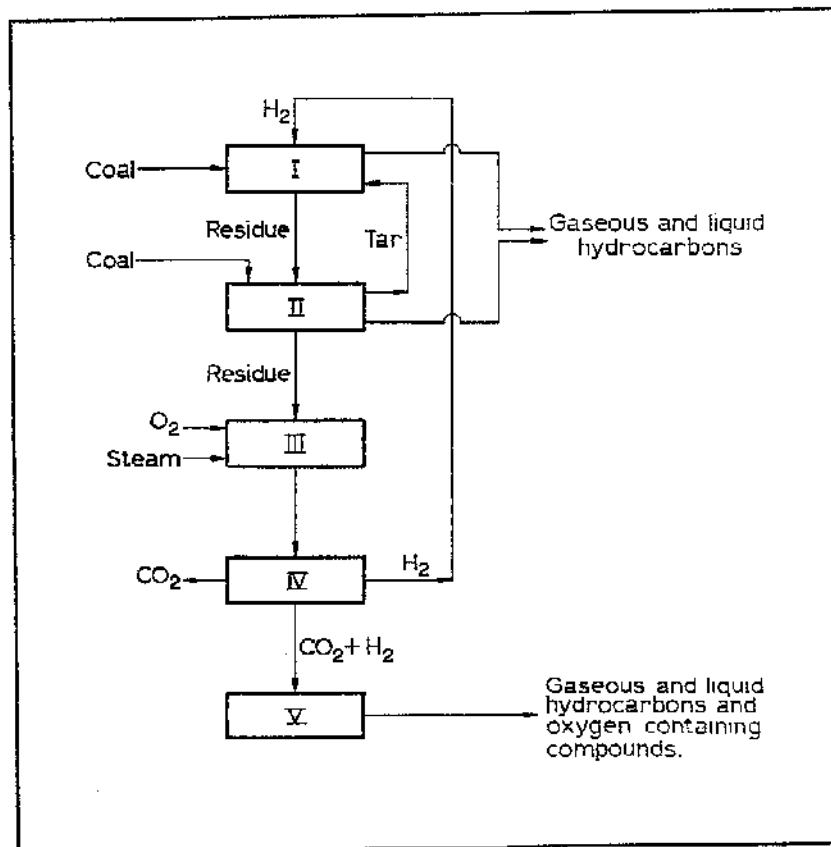 H₂
Coal
I
Residue
Tar
Gaseous and liquid
hydrocarbons
Coal
II
Residue
O₂
Steam
III
CO₂
IV
H₂
CO₂ + H₂
V
Gaseous and liquid
hydrocarbons and
oxygen containing
compounds.